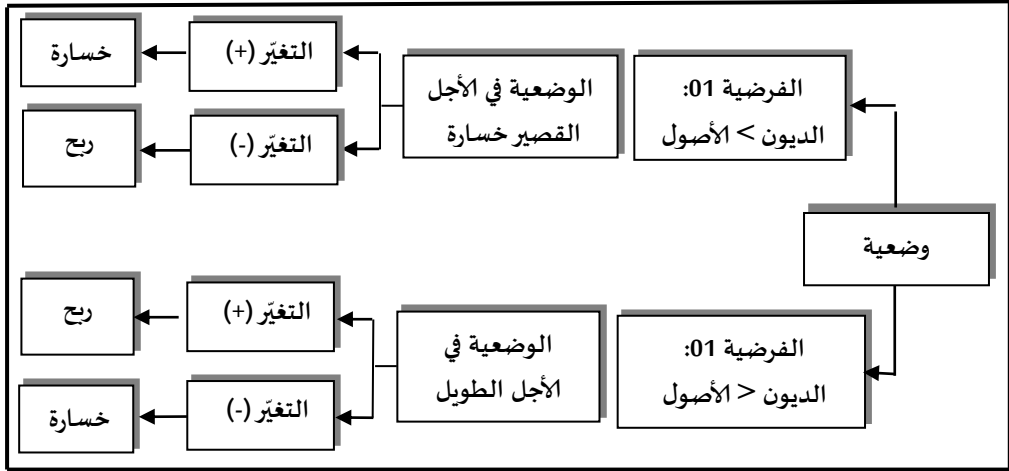 وضعية
الفرضية 01:
الديون > الأصول
الوضعية في الأجل
القصير خسارة
التغيّر (+)
خسارة
التغيّر (-)
ربح
الفرضية 01:
الديون < الأصول
الوضعية في
الأجل الطويل
التغيّر (+)
ربح
التغيّر (-)
خسارة